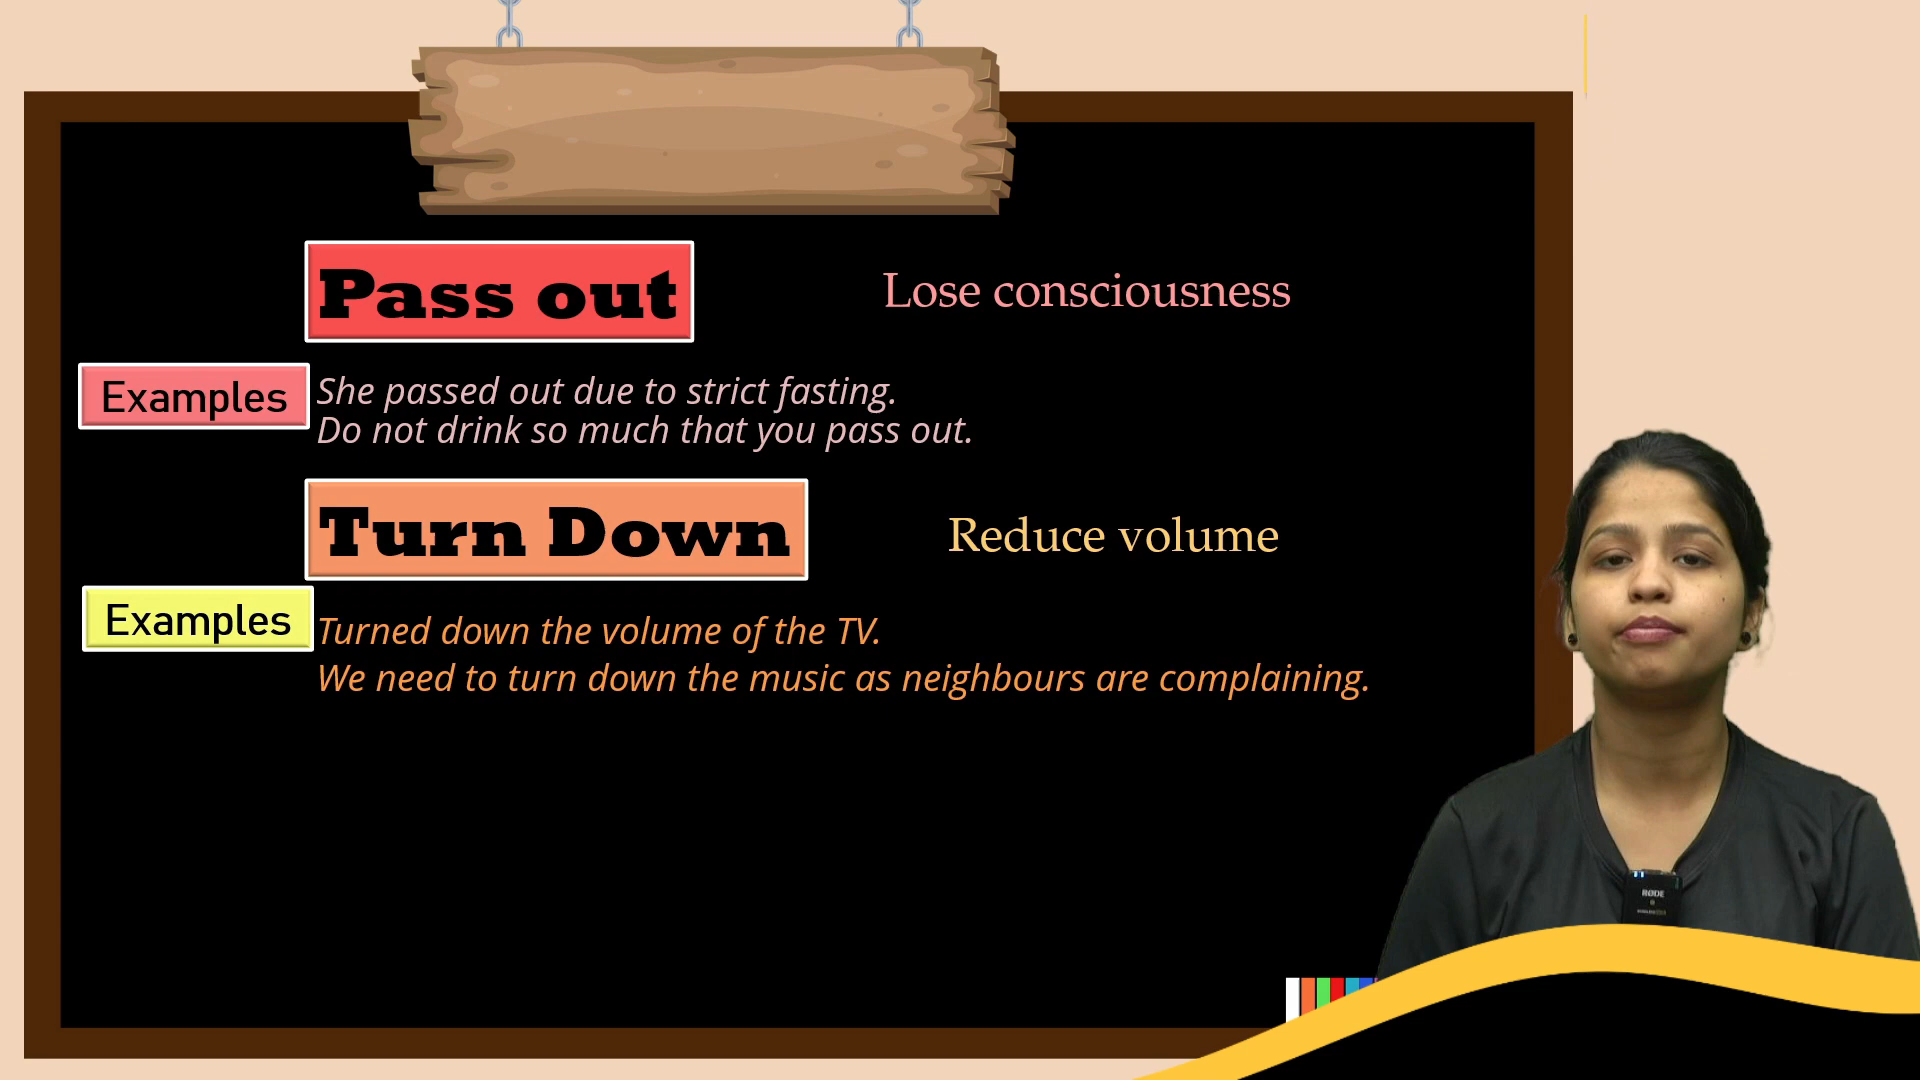 Pass out
Lose consciousness
Examples
She passed out due to strict fasting.
Do not drink so much that you pass out.
Turn Down
Reduce volume
Examples
Turned down the volume of the TV.
We need to turn down the music as neighbours are complaining.
RØDE